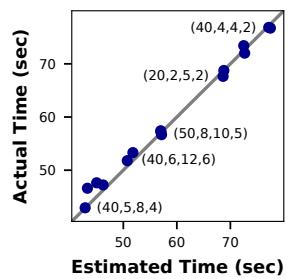 (40,4,4,2)
70
(20,2,5,2)
60
(50,8,10,5)
50
(40,6,12,6)
(40,5,8,4)
Actual Time (sec)
50 60 70
Estimated Time (sec)